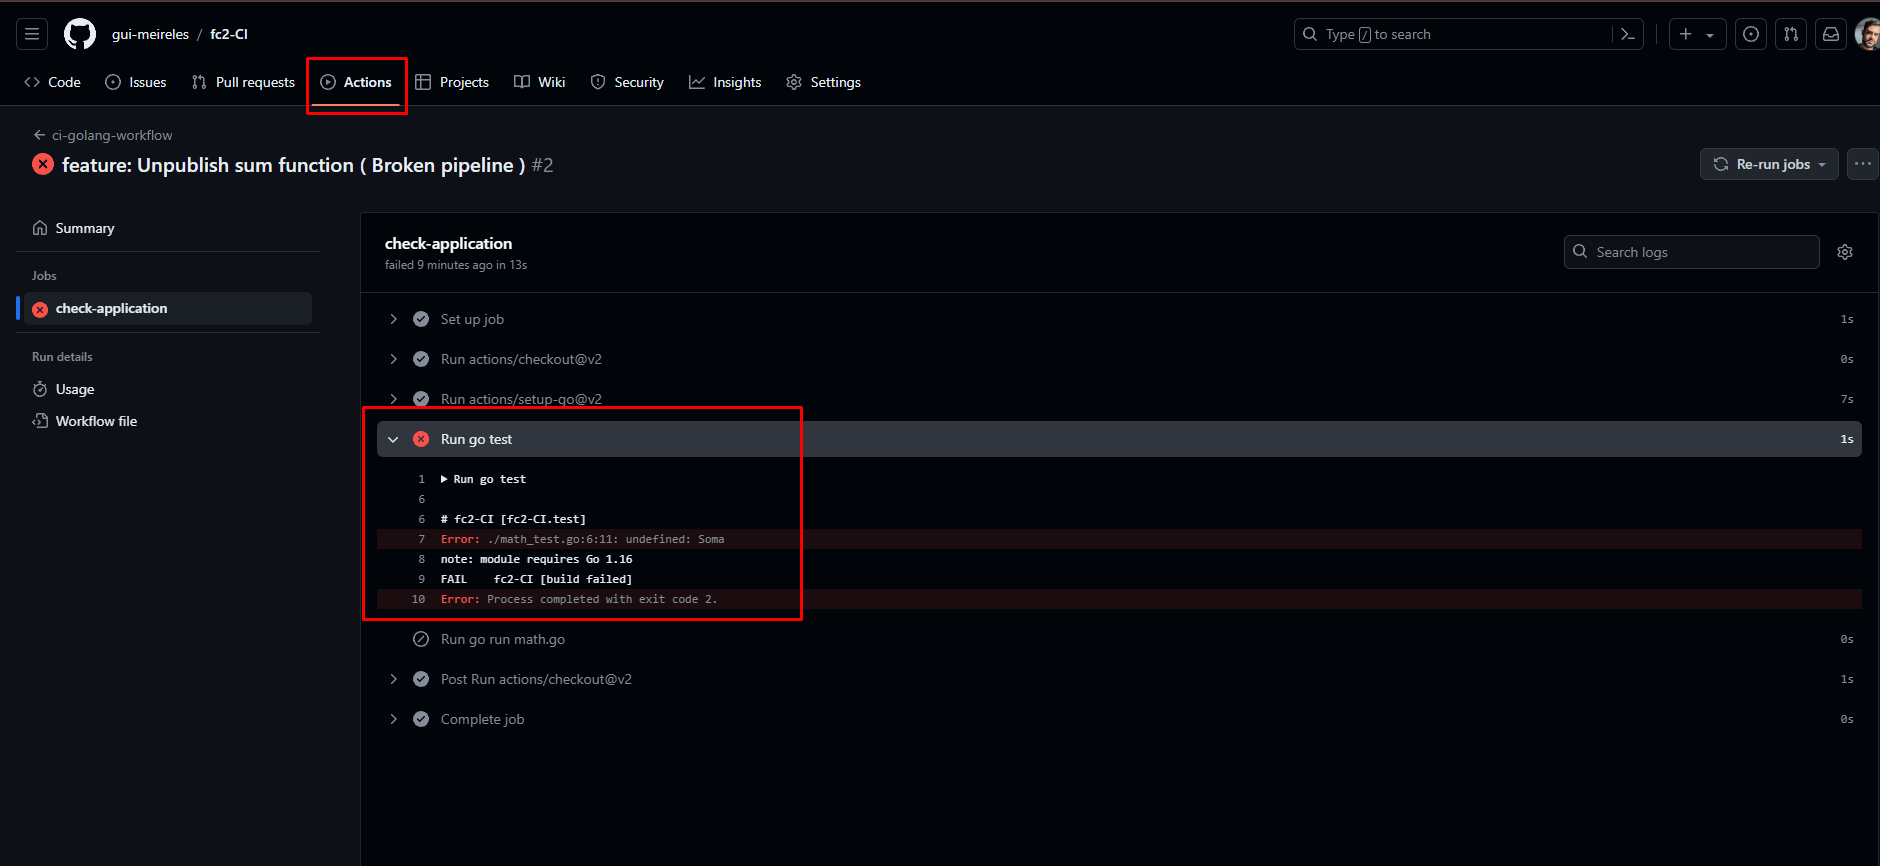 gui-meireles / fc2-CI
Type / to search
Code Issues Pull requests Actions Projects Wiki Security Insights Settings
ci-golang-workflow
feature: Unpublish sum function ( Broken pipeline ) #2
Re-run jobs
Summary
Jobs
check-application
Run details
Usage
Workflow file
check-application
failed 9 minutes ago in 13s
Search logs
Set up job 1s
Run actions/checkout@v2 0s
Run actions/setup-go@v2 7s
Run go test 1s
1 Run go test
6
6 # fc2-CI [fc2-CI.test]
7 Error: ./math_test.go:6:11: undefined: Soma
8 note: module requires Go 1.16
9 FAIL fc2-CI [build failed]
10 Error: Process completed with exit code 2.
Run go run math.go 0s
Post Run actions/checkout@v2 1s
Complete job 0s